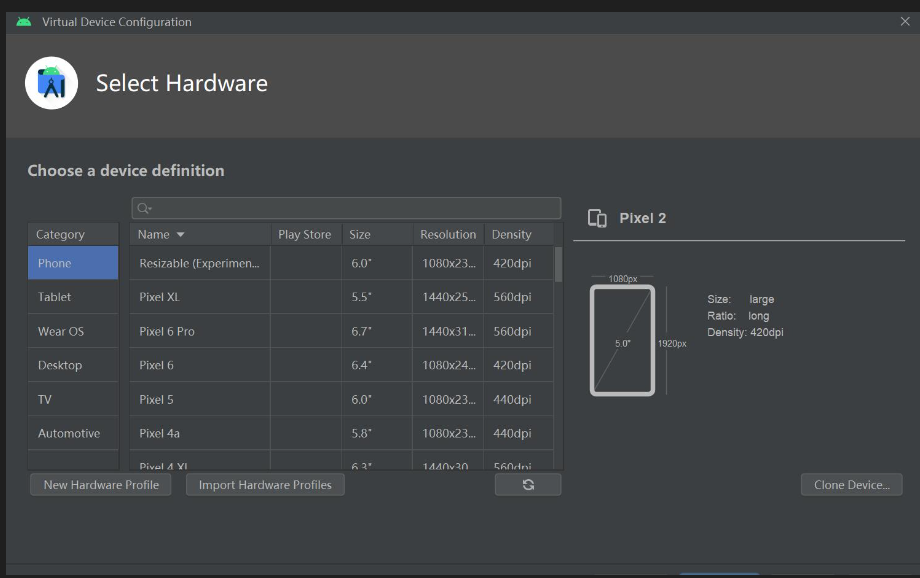 Virtual Device Configuration
Select Hardware
Choose a device definition
Category
Phone
Tablet
Wear OS
Desktop
TV
Automotive
Name Play Store Size Resolution Density
Resizable (Experimen... 6.0" 1080x23... 420dpi
Pixel XL 5.5" 1440x25... 560dpi
Pixel 6 Pro 6.7" 1440x31... 560dpi
Pixel 6 6.4" 1080x24... 420dpi
Pixel 5 6.0" 1080x23... 440dpi
Pixel 4a 5.8" 1080x23... 440dpi
Pixel 4 XL 6.3" 1440x30... 560dpi
New Hardware Profile Import Hardware Profiles
Pixel 2
1080px
5.0" 1920px
Size: large
Ratio: long
Density: 420dpi
Clone Device...